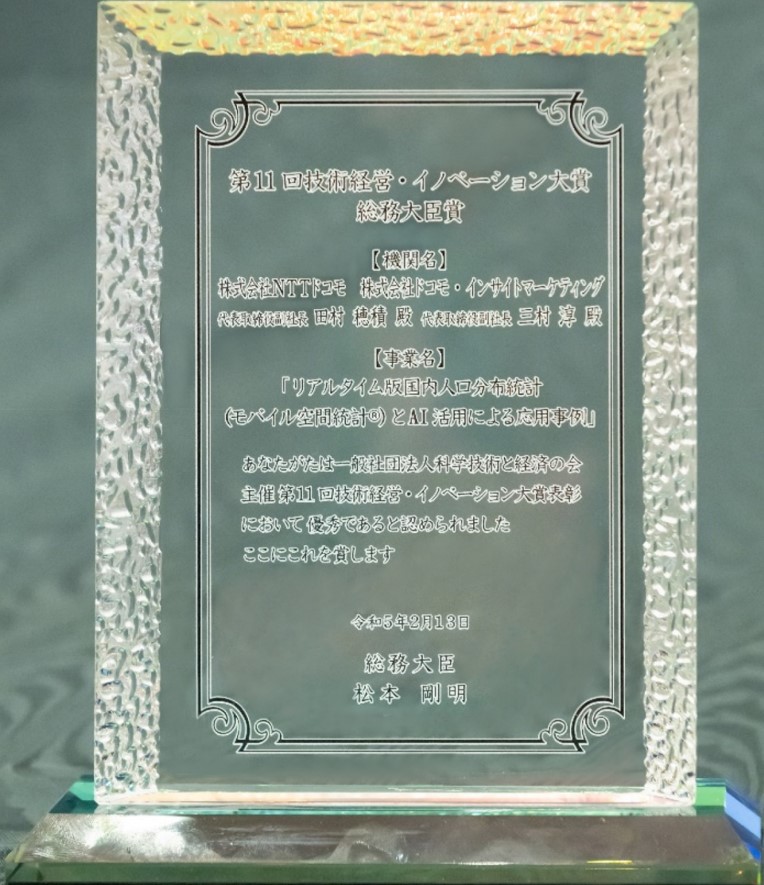 第11回技術経営・イノベーション大賞
総務大臣賞
【機関名】
株式会社NTTドコモ 株式会社ドコモ・インサイトマーケティング
代表取締役副社長 田村 穂積 殿 代表取締役副社長 三村 淳 殿
【事業名】
「リアルタイム版国内人口分布統計
(モバイル空間統計®)とAI活用による応用事例」
あなたがたは一般社団法人科学技術と経済の会
主催 第11回技術経営・イノベーション大賞表彰
において優秀であると認められました
ここにこれを賞します
令和5年2月13日
総務大臣
松本 剛明